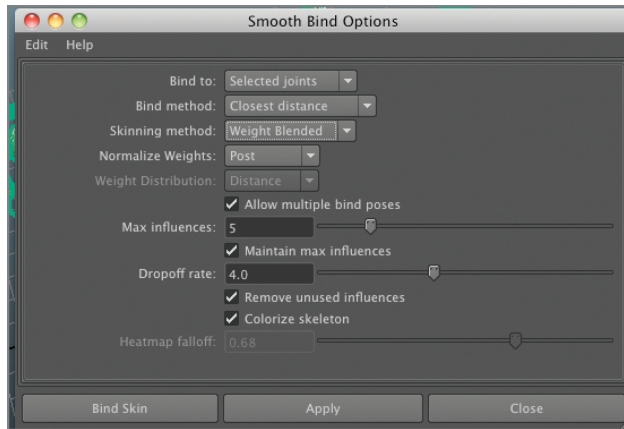 Smooth Bind Options
Edit Help
Bind to: Selected joints
Bind method: Closest distance
Skinning method: Weight Blended
Normalize Weights: Post
Weight Distribution: Distance
Allow multiple bind poses
Max influences: 5
Maintain max influences
Dropoff rate: 4.0
Remove unused influences
Colorize skeleton
Heatmap falloff: 0.68
Bind Skin Apply Close